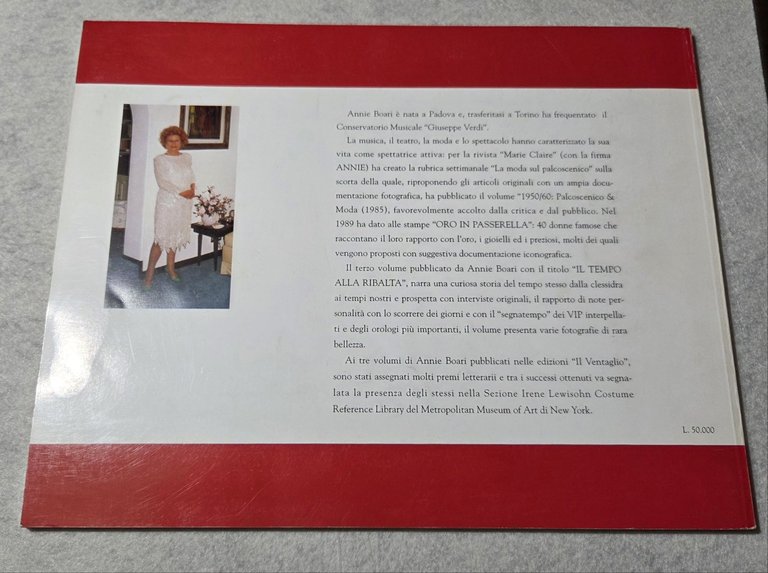 Annie Boari è nata a Padova e, trasferitasi a Torino ha frequentato il
Conservatorio Musicale "Giuseppe Verdi".
La musica, il teatro, la moda e lo spettacolo hanno caratterizzato la sua
vita come spettatrice attiva: per la rivista "Marie Claire" (con la firma
ANNIE) ha creato la rubrica settimanale "La moda sul palcoscenico" sulla
scorta della quale, riproponendo gli articoli originali con un ampia docu-
mentazione fotografica, ha pubblicato il volume "1950/60: Palcoscenico &
Moda (1985), favorevolmente accolto dalla critica e dal pubblico. Nel
1989 ha dato alle stampe "ORO IN PASSERELLA": 40 donne famose che
raccontano il loro rapporto con l'oro, i gioielli ed i preziosi, molti dei quali
vengono proposti con suggestiva documentazione iconografica.
Il terzo volume pubblicato da Annie Boari con il titolo "IL TEMPO
ALLA RIBALTA", narra una curiosa storia del tempo stesso dalla clessidra
ai tempi nostri e prospetta con interviste originali, il rapporto di note per-
sonalità con lo scorrere dei giorni e con il "segnatempo" dei VIP interpella-
ti e degli orologi più importanti, il volume presenta varie fotografie di rara
bellezza.
Ai tre volumi di Annie Boari pubblicati nelle edizioni "Il Ventaglio",
sono stati assegnati molti premi letterari e tra i successi ottenuti va segna-
lata la presenza degli stessi nella Sezione Irene Lewisohn Costume
Reference Library del Metropolitan Museum of Art di New York.
L. 50.000